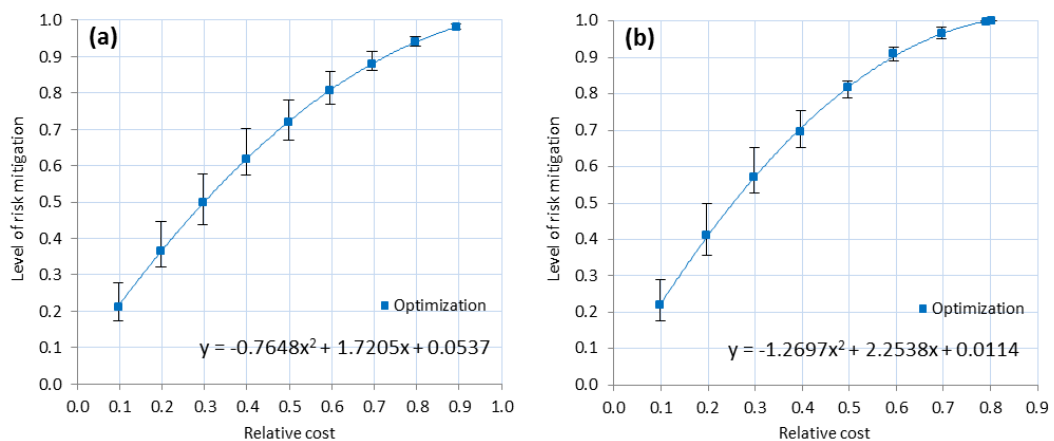 (a)
Level of risk mitigation
1.0
0.9
0.8
0.7
0.6
0.5
0.4
0.3
0.2
0.1
0.0
Optimization
y = -0.7648x² + 1.7205x + 0.0537
0.0 0.1 0.2 0.3 0.4 0.5 0.6 0.7 0.8 0.9 1.0
Relative cost
(b)
Level of risk mitigation
1.0
0.9
0.8
0.7
0.6
0.5
0.4
0.3
0.2
0.1
0.0
Optimization
y = -1.2697x² + 2.2538x + 0.0114
0.0 0.1 0.2 0.3 0.4 0.5 0.6 0.7 0.8 0.9
Relative cost